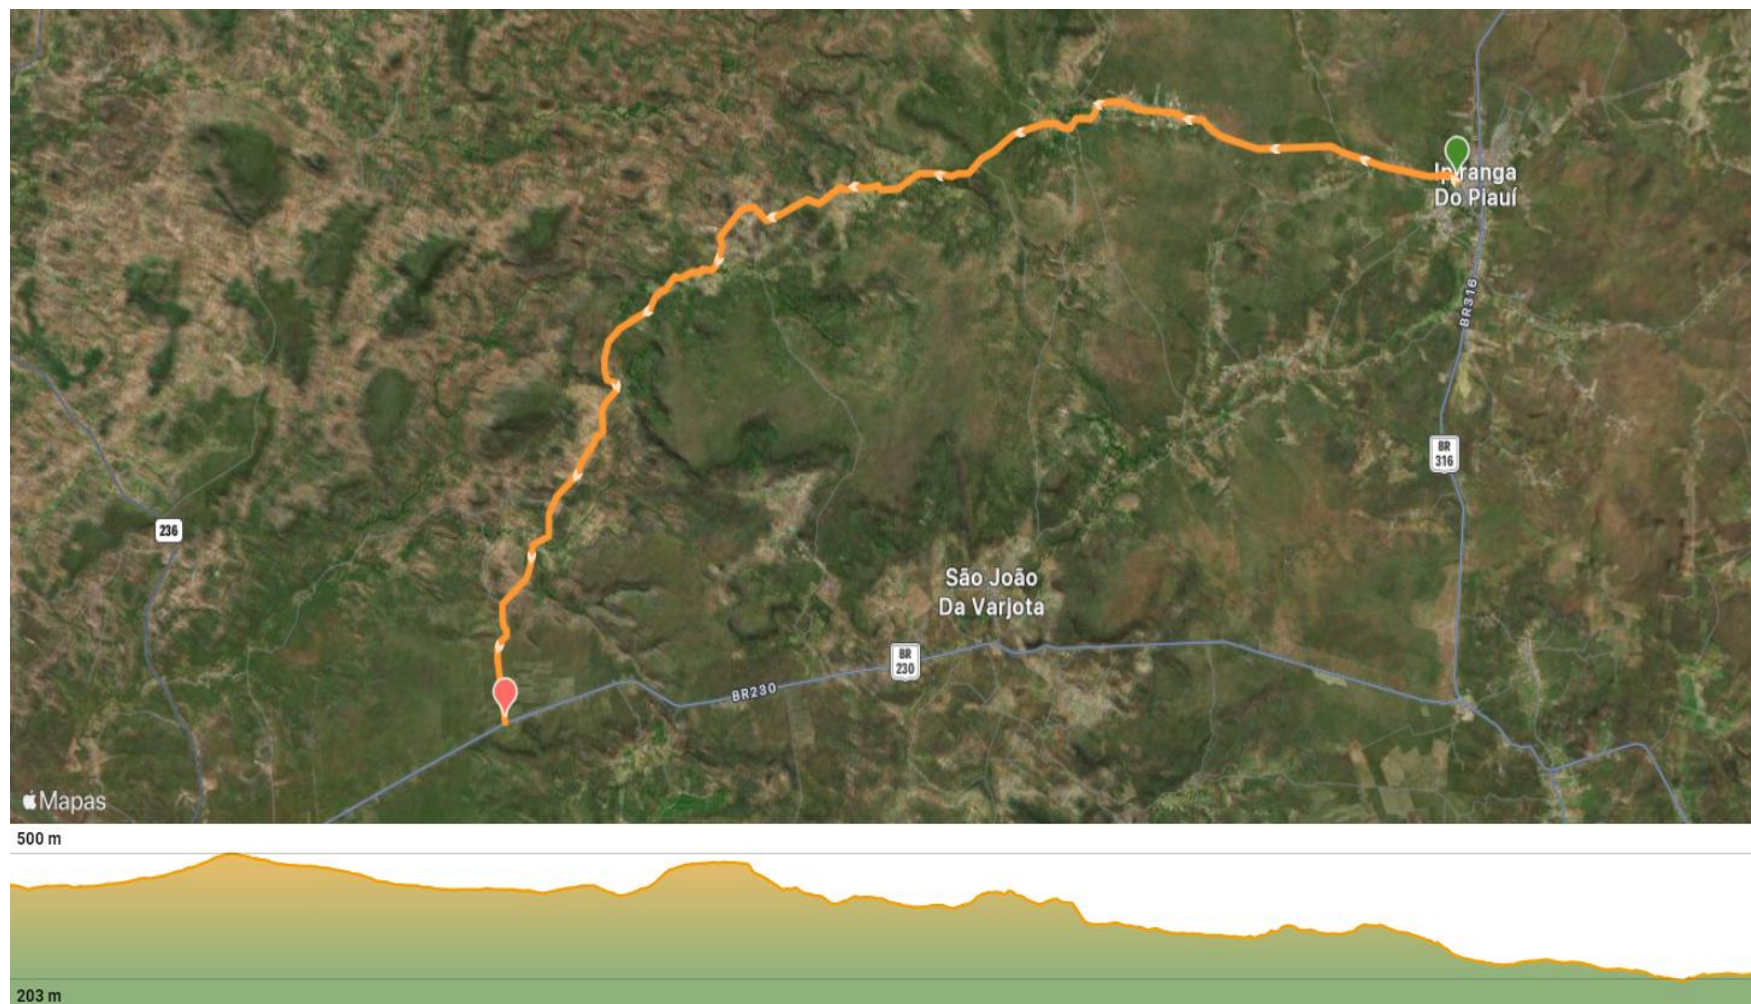 Ipiranga
Do Piauí
BR316
BR
316
236
São João
Da Varjota
BR
230
BR230
Mapas
500 m
203 m